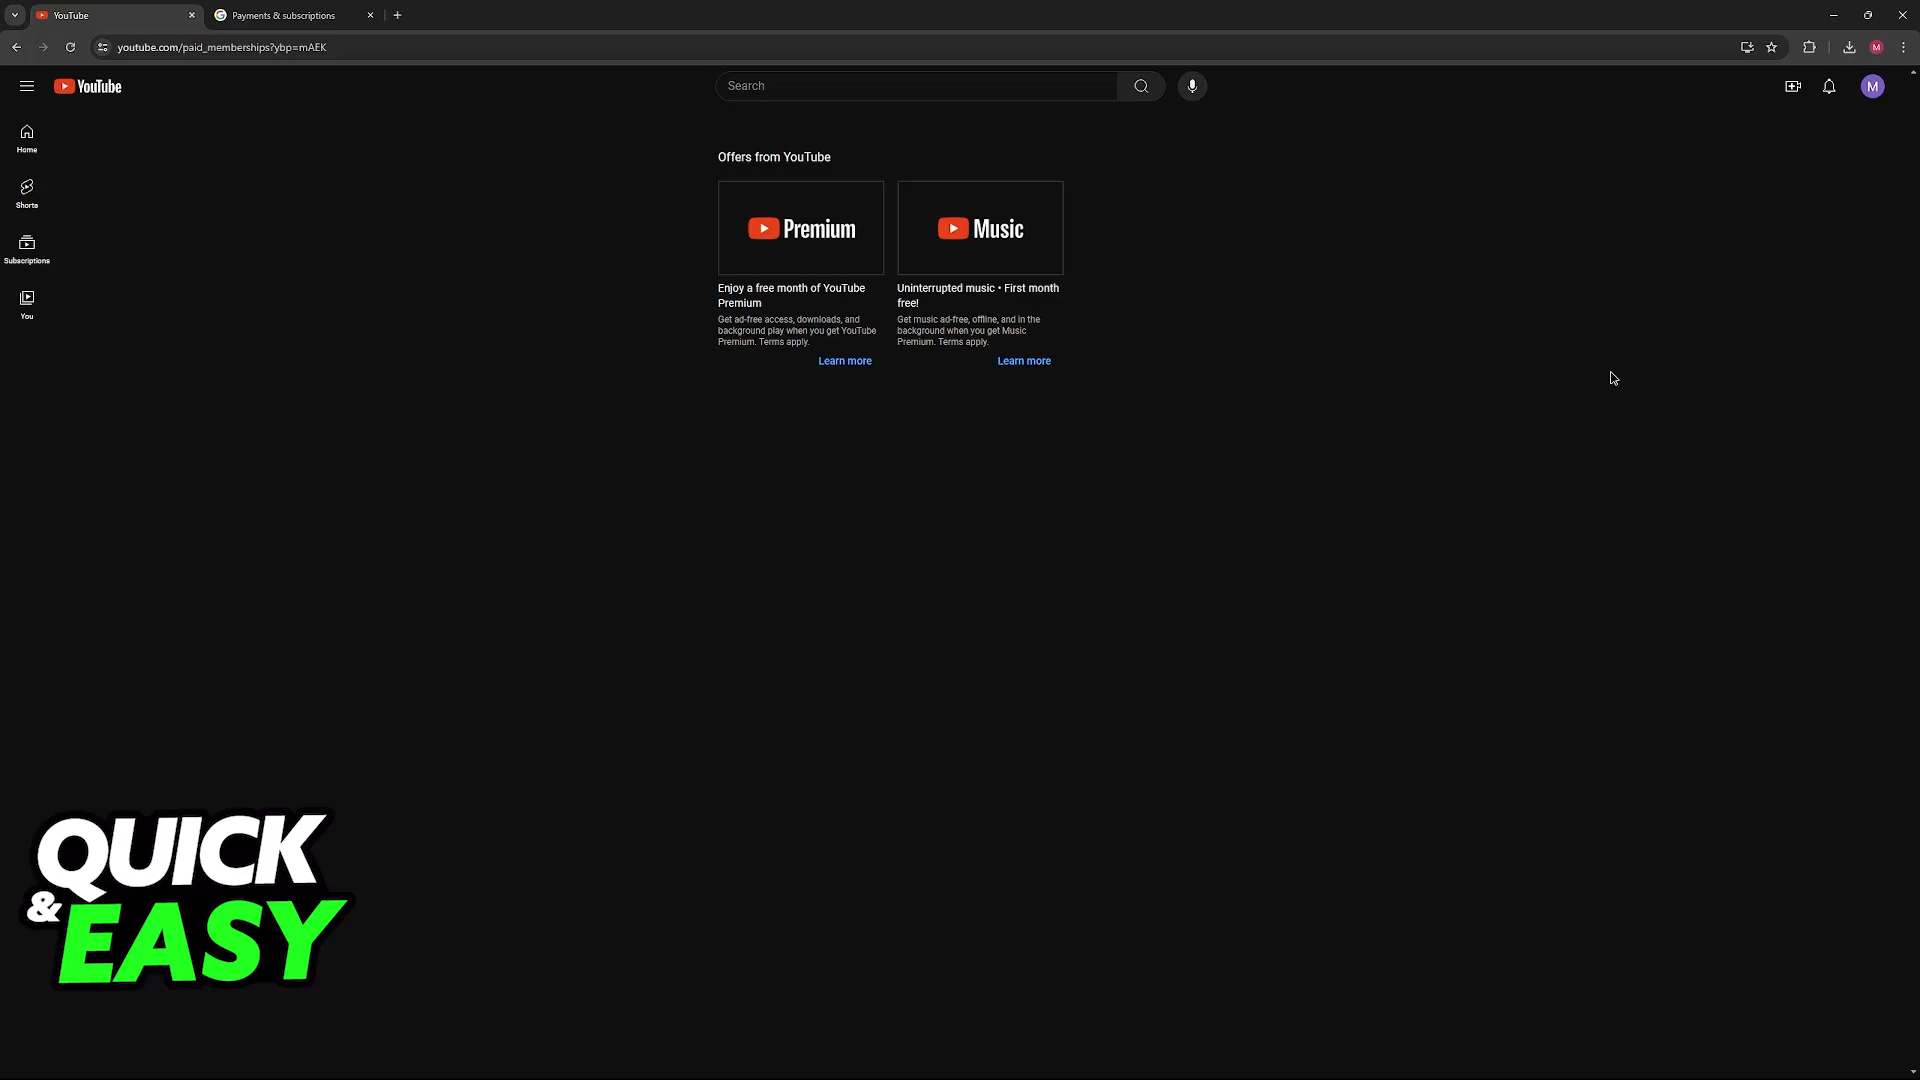 YouTube
Payments & subscriptions
youtube.com/paid_memberships?ybp=mAEK
M
YouTube
Search
M
Home
Shorts
Subscriptions
You
Offers from YouTube
Premium
Music
Enjoy a free month of YouTube
Premium
Get ad-free access, downloads, and
background play when you get YouTube
Premium. Terms apply.
Learn more
Uninterrupted music • First month
free!
Get music ad-free, offline, and in the
background when you get Music
Premium. Terms apply.
Learn more
QUICK
& EASY